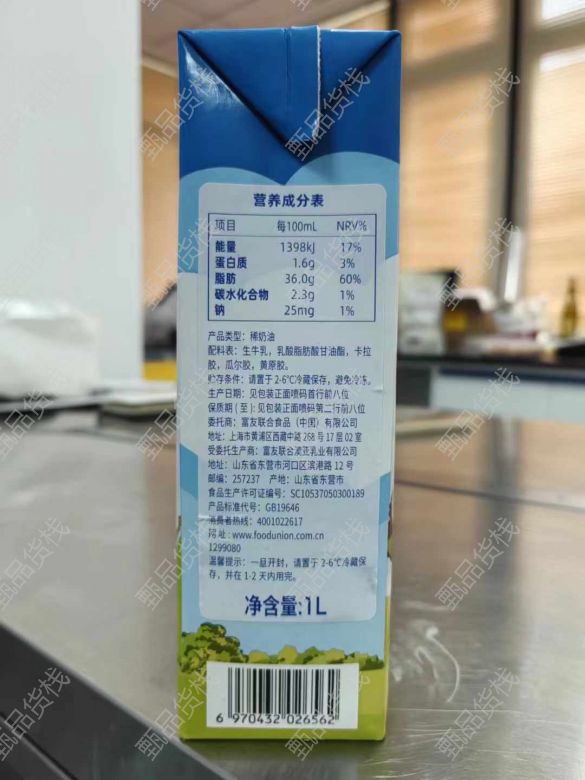 营养成分表
项目 每100mL NRV%
能量 1398kJ 17%
蛋白质 1.6g 3%
脂肪 36.0g 60%
碳水化合物 2.3g 1%
钠 25mg 1%
产品类型: 稀奶油
配料表: 生牛乳, 乳酸脂肪酸甘油酯, 卡拉
胶, 瓜尔胶, 黄原胶。
贮存条件: 请置于 2-6℃冷藏保存, 避免冷冻。
生产日期: 见包装正面喷码首行前八位
保质期 (至): 见包装正面喷码第二行前八位
委托商: 富友联合食品 (中国) 有限公司
地址: 上海市黄浦区西藏中路 268 号 17 层 02 室
受委托生产商: 富友联合澳亚乳业有限公司
地址: 山东省东营市河口区滨港路 12 号
邮编: 257237 产地: 山东省东营市
食品生产许可证编号: SC10537050300189
产品标准代号: GB19646
消费者热线: 4001022617
网址: www.foodunion.com.cn
1299080
温馨提示: 一旦开封, 请置于 2-6℃冷藏保
存, 并在 1-2 天内用完。
净含量:1L
6 970432 026562
甄品货栈